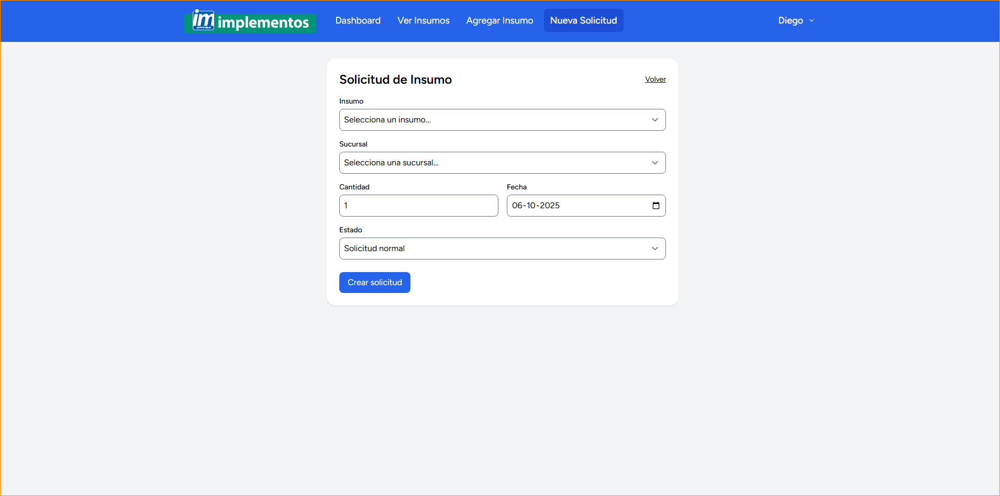 im EPYSA implementos Dashboard Ver Insumos Agregar Insumo Nueva Solicitud Diego
Solicitud de Insumo Volver
Insumo
Selecciona un insumo...
Sucursal
Selecciona una sucursal...
Cantidad Fecha
1 06-10-2025
Estado
Solicitud normal
Crear solicitud